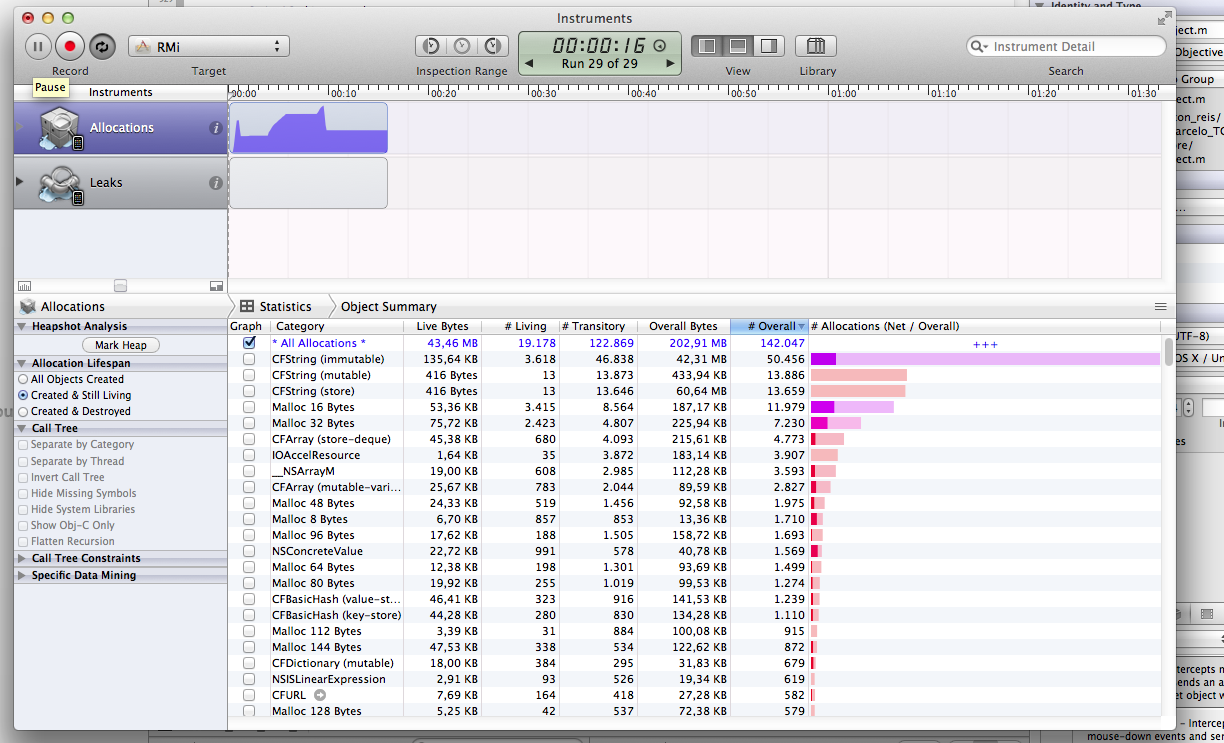 Instruments
Identity and Type
Record
RMi
Target
Inspection Range
00:00:16
Run 29 of 29
View
Library
Instrument Detail
Search
Pause
Instruments
00:00 00:10 00:20 00:30 00:40 00:50 01:00 01:10 01:20 01:30
Allocations
Leaks
Allocations
Statistics
Object Summary
Heapshot Analysis
Mark Heap
Allocation Lifespan
All Objects Created
Created & Still Living
Created & Destroyed
Call Tree
Separate by Category
Separate by Thread
Invert Call Tree
Hide Missing Symbols
Hide System Libraries
Show Obj-C Only
Flatten Recursion
Call Tree Constraints
Specific Data Mining
Graph Category Live Bytes # Living # Transitory Overall Bytes # Overall # Allocations (Net / Overall)
* All Allocations * 43,46 MB 19.178 122.869 202,91 MB 142.047 +++
CFString (immutable) 135,64 KB 3.618 46.838 42,31 MB 50.456
CFString (mutable) 416 Bytes 13 13.873 433,94 KB 13.886
CFString (store) 416 Bytes 13 13.646 60,64 MB 13.659
Malloc 16 Bytes 53,36 KB 3.415 8.564 187,17 KB 11.979
Malloc 32 Bytes 75,72 KB 2.423 4.807 225,94 KB 7.230
CFArray (store-deque) 45,38 KB 680 4.093 215,61 KB 4.773
IOAccelResource 1,64 KB 35 3.872 183,14 KB 3.907
__NSArrayM 19,00 KB 608 2.985 112,28 KB 3.593
CFArray (mutable-vari... 25,67 KB 783 2.044 89,59 KB 2.827
Malloc 48 Bytes 24,33 KB 519 1.456 92,58 KB 1.975
Malloc 8 Bytes 6,70 KB 857 853 13,36 KB 1.710
Malloc 96 Bytes 17,62 KB 188 1.505 158,72 KB 1.693
NSConcreteValue 22,72 KB 991 578 40,78 KB 1.569
Malloc 64 Bytes 12,38 KB 198 1.301 93,69 KB 1.499
Malloc 80 Bytes 19,92 KB 255 1.019 99,53 KB 1.274
CFBasicHash (value-st... 46,41 KB 323 916 141,53 KB 1.239
CFBasicHash (key-store) 44,28 KB 280 830 134,28 KB 1.110
Malloc 112 Bytes 3,39 KB 31 884 100,08 KB 915
Malloc 144 Bytes 47,53 KB 338 534 122,62 KB 872
CFDictionary (mutable) 18,00 KB 384 295 31,83 KB 679
NSISLinearExpression 2,91 KB 93 526 19,34 KB 619
CFURL 7,69 KB 164 418 27,28 KB 582
Malloc 128 Bytes 5,25 KB 42 537 72,38 KB 579
ject.m
Objective
Group
ect.m
ton_reis/
arcelo_TC
re/
ject.m
UTF-8)
OS X / Un
es
tercepts m
ends an a
et object w
- Intercep
mouse-down events and ser